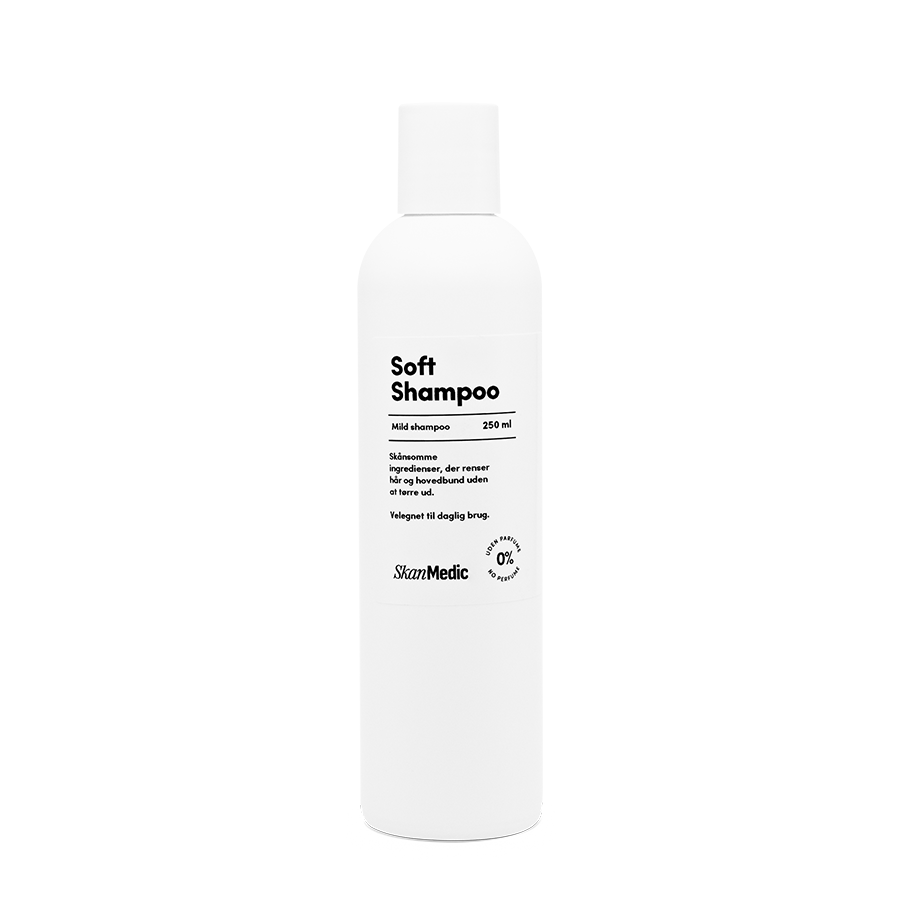 Soft
Shampoo
Mild shampoo 250 ml
Skånsomme
ingredienser, der renser
hår og hovedbund uden
at tørre ud.
Velegnet til daglig brug.
UDEN PARFUME
0%
NO PERFUME
SkanMedic